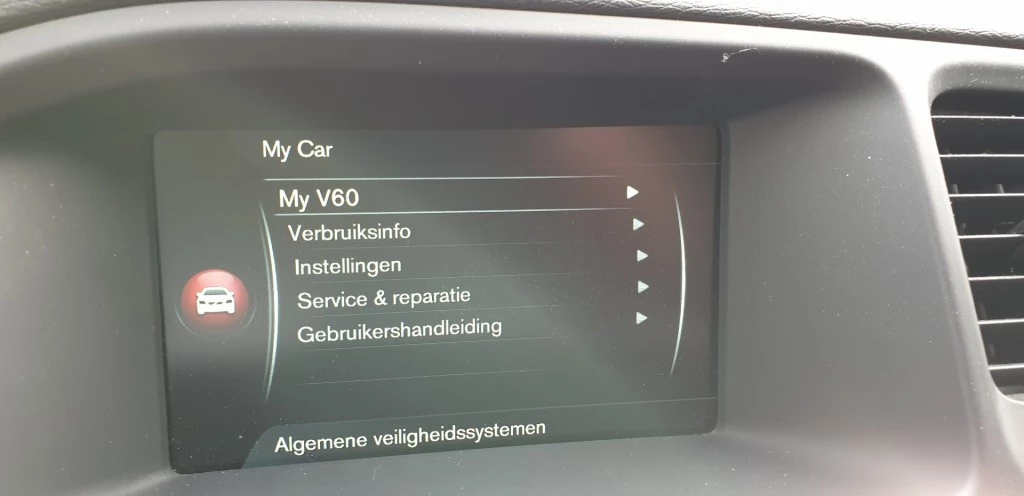 My Car
My V60
Verbruiksinfo
Instellingen
Service & reparatie
Gebruikershandleiding
Algemene veiligheidssystemen